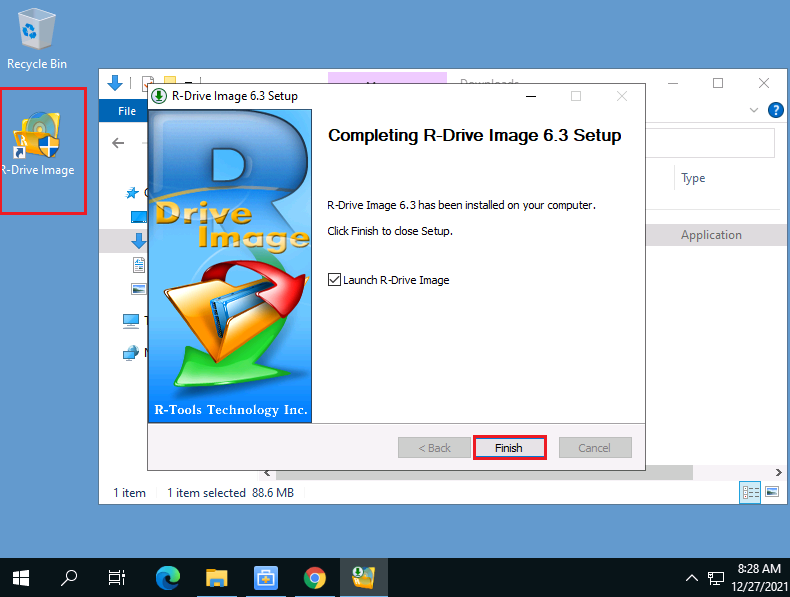 Recycle Bin
R-Drive Image
R-Drive Image 6.3 Setup
File
?
Type
Application
Drive
Image
R-Tools Technology Inc.
Completing R-Drive Image 6.3 Setup
R-Drive Image 6.3 has been installed on your computer.
Click Finish to close Setup.
Launch R-Drive Image
< Back
Finish
Cancel
1 item
1 item selected 88.6 MB
8:28 AM
12/27/2021